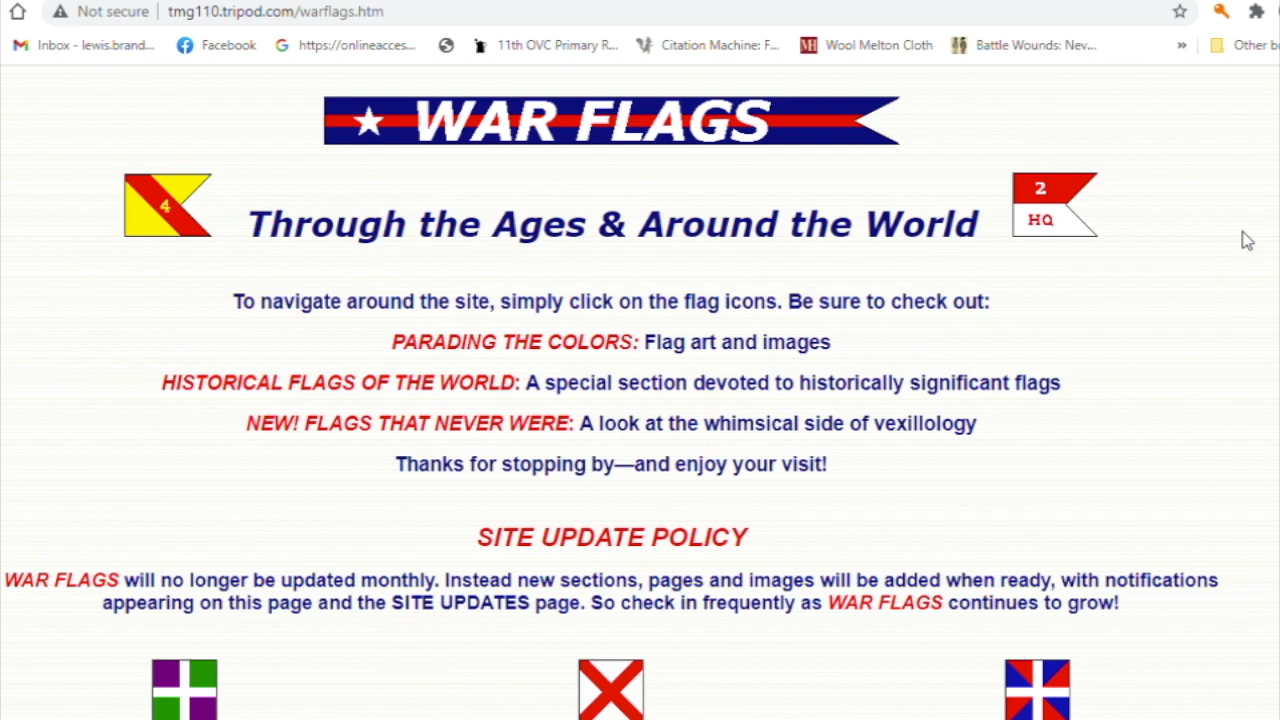 Not secure | tmg110.tripod.com/warflags.htm
Inbox - lewis.brand... Facebook https://onlineacces... 11th OVC Primary R... Citation Machine: F... MH Wool Melton Cloth Battle Wounds: Nev... » Other b
WAR FLAGS
4
2
HQ
Through the Ages & Around the World
To navigate around the site, simply click on the flag icons. Be sure to check out:
PARADING THE COLORS: Flag art and images
HISTORICAL FLAGS OF THE WORLD: A special section devoted to historically significant flags
NEW! FLAGS THAT NEVER WERE: A look at the whimsical side of vexillology
Thanks for stopping by—and enjoy your visit!
SITE UPDATE POLICY
WAR FLAGS will no longer be updated monthly. Instead new sections, pages and images will be added when ready, with notifications
appearing on this page and the SITE UPDATES page. So check in frequently as WAR FLAGS continues to grow!